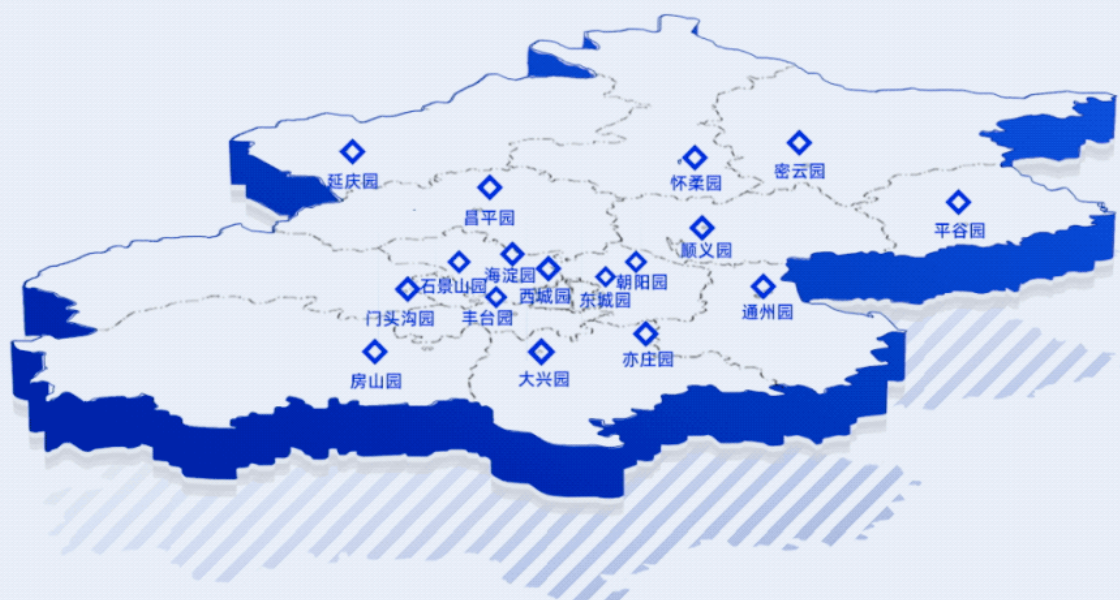 密云园
延庆园
怀柔园
昌平园
平谷园
顺义园
海淀园
朝阳园
石景山园
西城园
东城园
通州园
门头沟园
丰台园
亦庄园
房山园
大兴园